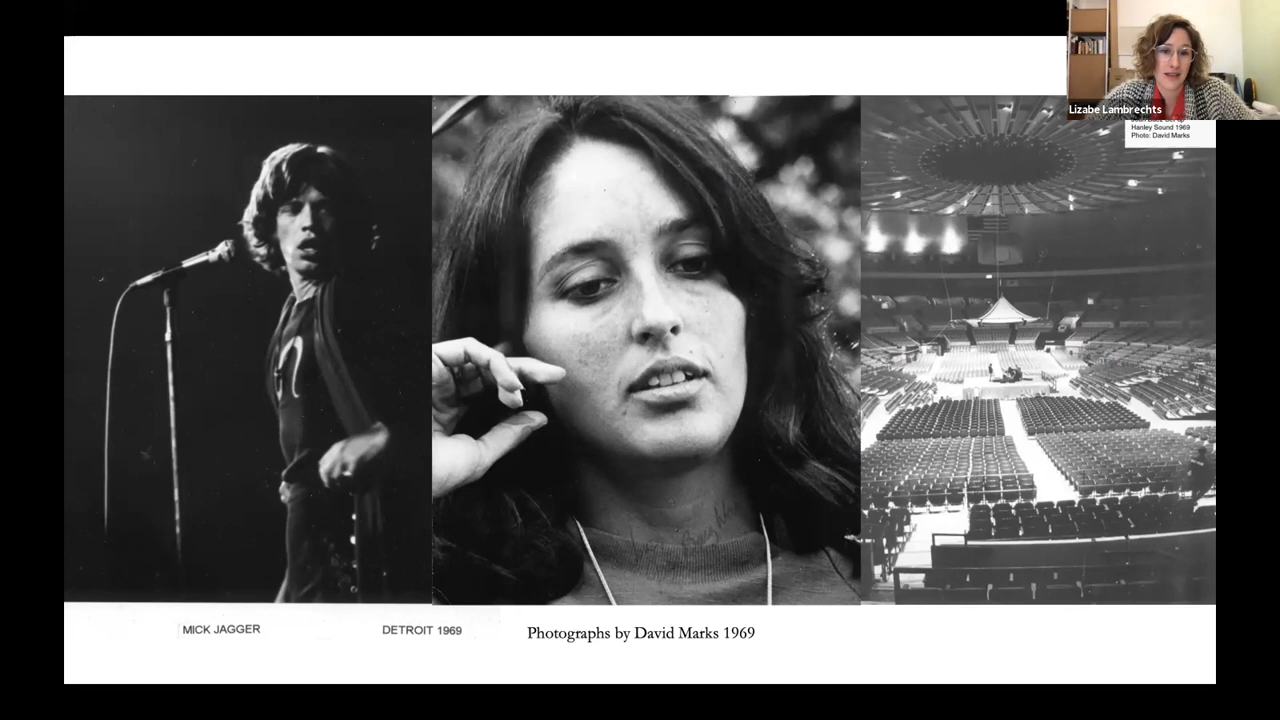 Lizabe Lambrechts
Hanley Sound 1969
Photo: David Marks
MICK JAGGER
DETROIT 1969
Photographs by David Marks 1969